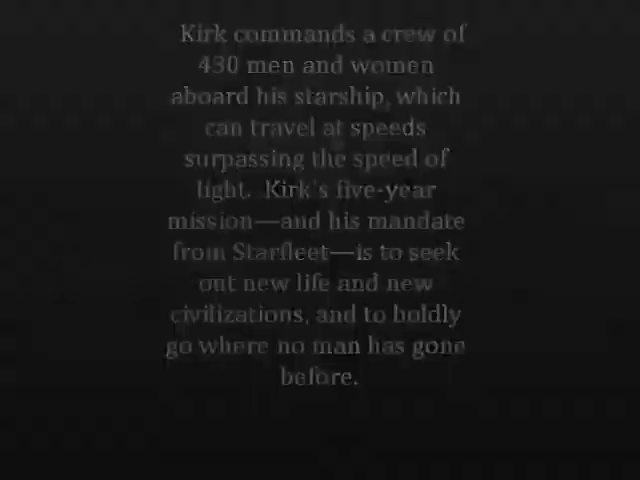 Kirk commands a crew of
430 men and women
aboard his starship, which
can travel at speeds
surpassing the speed of
light. Kirk's five-year
mission—and his mandate
from Starfleet—is to seek
out new life and new
civilizations, and to boldly
go where no man has gone
before.